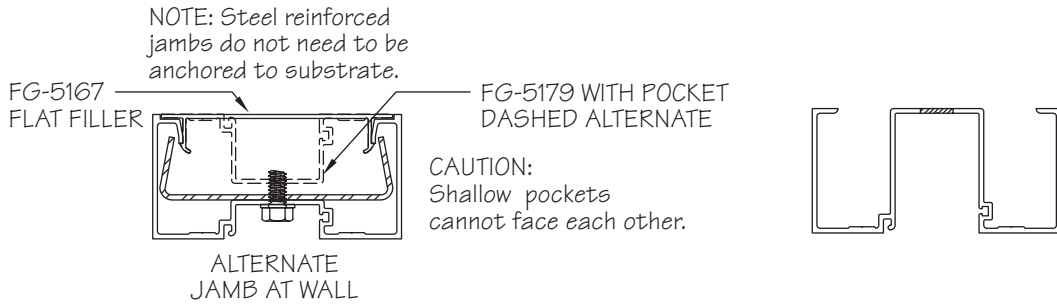 NOTE: Steel reinforced
jambs do not need to be
anchored to substrate.
FG-5167
FLAT FILLER
FG-5179 WITH POCKET
DASHED ALTERNATE
CAUTION:
Shallow pockets
cannot face each other.
ALTERNATE
JAMB AT WALL